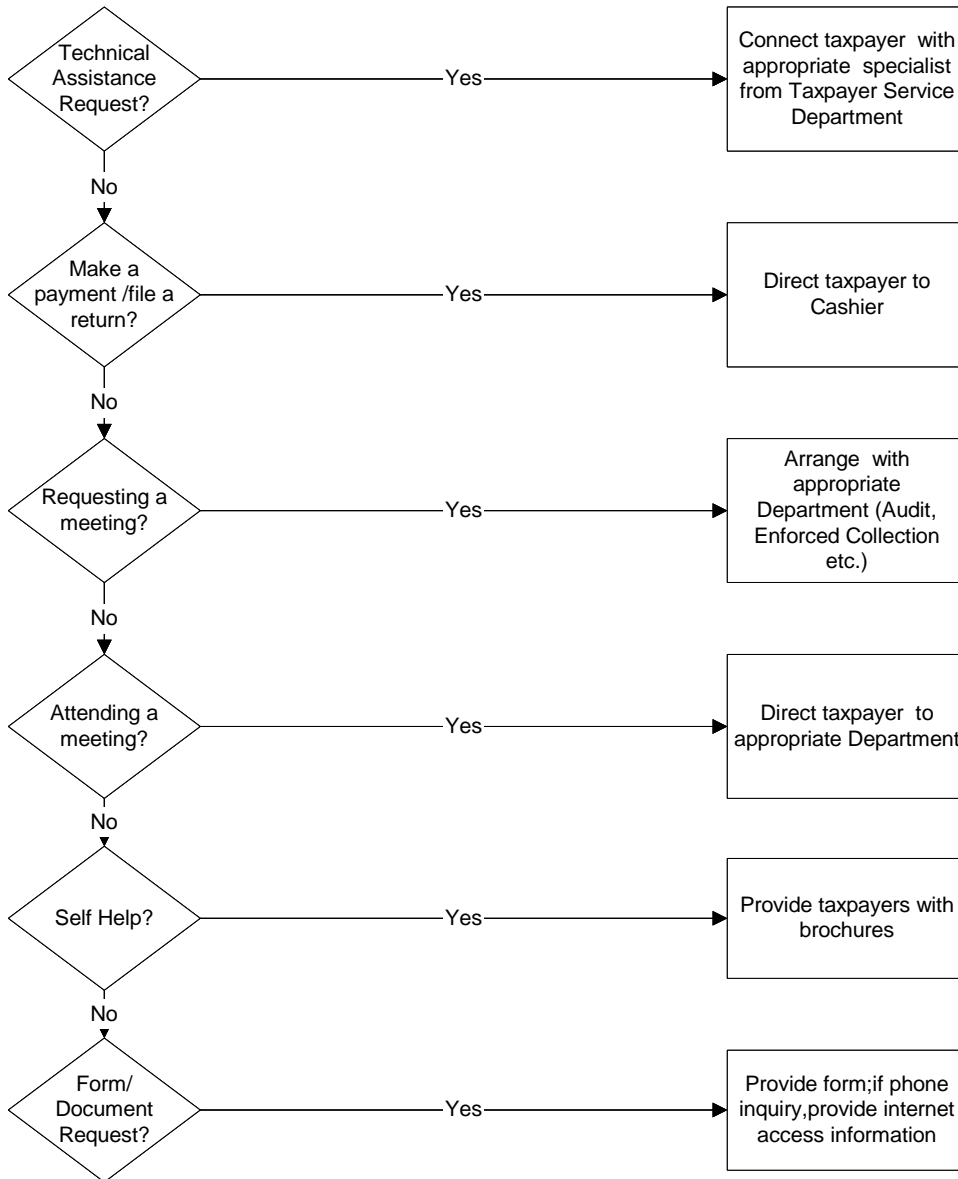 Technical
Assistance
Request?
Yes
Connect taxpayer with
appropriate specialist
from Taxpayer Service
Department
No
Make a
payment /file a
return?
Yes
Direct taxpayer to
Cashier
No
Requesting a
meeting?
Yes
Arrange with
appropriate
Department (Audit,
Enforced Collection
etc.)
No
Attending a
meeting?
Yes
Direct taxpayer to
appropriate Department
No
Self Help?
Yes
Provide taxpayers with
brochures
No
Form/
Document
Request?
Yes
Provide form;if phone
inquiry,provide internet
access information